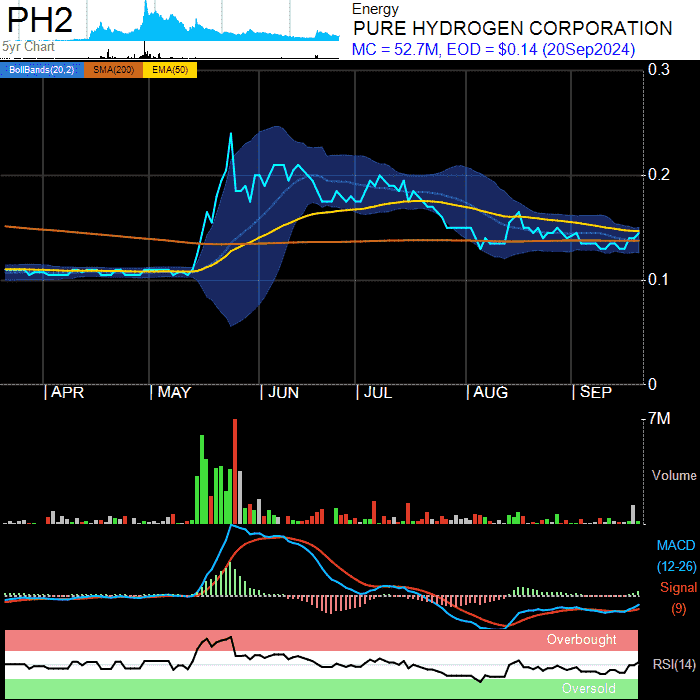 PH2
5yr Chart
Energy
PURE HYDROGEN CORPORATION
MC = 52.7M, EOD = $0.14 (20Sep2024)
BollBands(20,2) SMA(200) EMA(50)
0.3
0.2
0.1
0
APR MAY JUN JUL AUG SEP
7M
Volume
MACD
(12-26)
Signal
(9)
Overbought
RSI(14)
Oversold